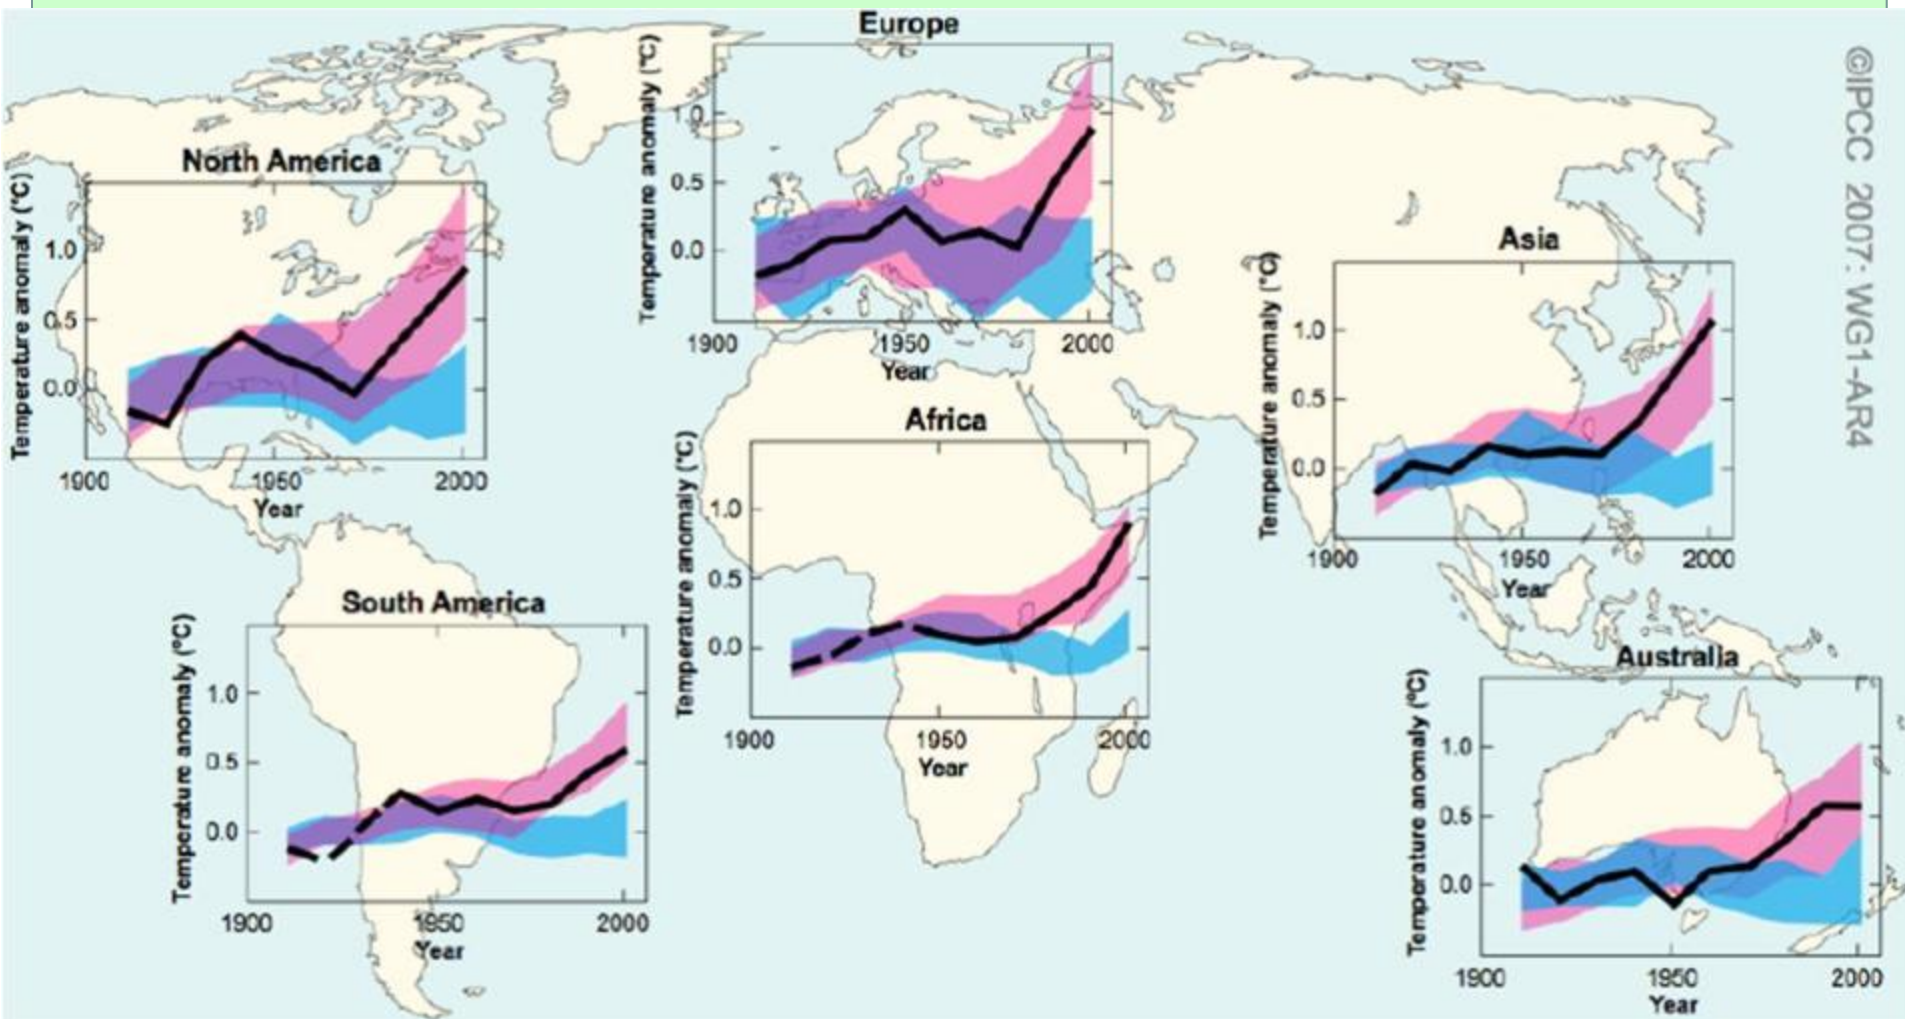 Europe
Temperature anomaly (°C)
1.0
0.5
0.0
1900
1950
2000
Year
North America
Temperature anomaly (°C)
1.0
0.5
0.0
1900
1950
2000
Year
Asia
Temperature anomaly (°C)
1.0
0.5
0.0
1900
1950
2000
Year
Africa
Temperature anomaly (°C)
1.0
0.5
0.0
1900
1950
2000
Year
South America
Temperature anomaly (°C)
1.0
0.5
0.0
1900
1950
2000
Year
Australia
Temperature anomaly (°C)
1.0
0.5
0.0
1900
1950
2000
Year
©IPCC 2007: WG1-AR4